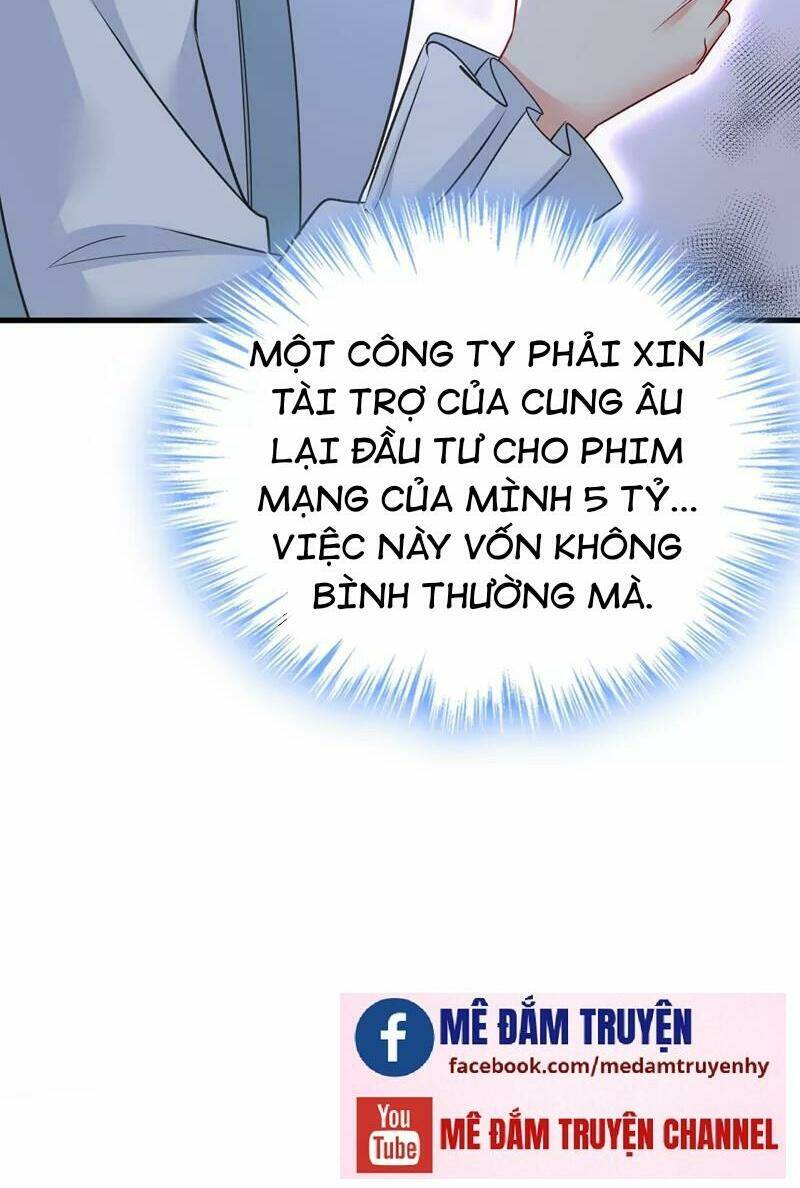 MỘT CÔNG TY PHẢI XIN
TÀI TRỢ CỦA CUNG ÂU
LẠI ĐẦU TƯ CHO PHIM
MẠNG CỦA MÌNH 5 TỶ...
VIỆC NÀY VỐN KHÔNG
BÌNH THƯỜNG MÀ.
f MÊ ĐẮM TRUYỆN
facebook.com/medamtruyenhy
You
Tube MÊ ĐẮM TRUYỆN CHANNEL